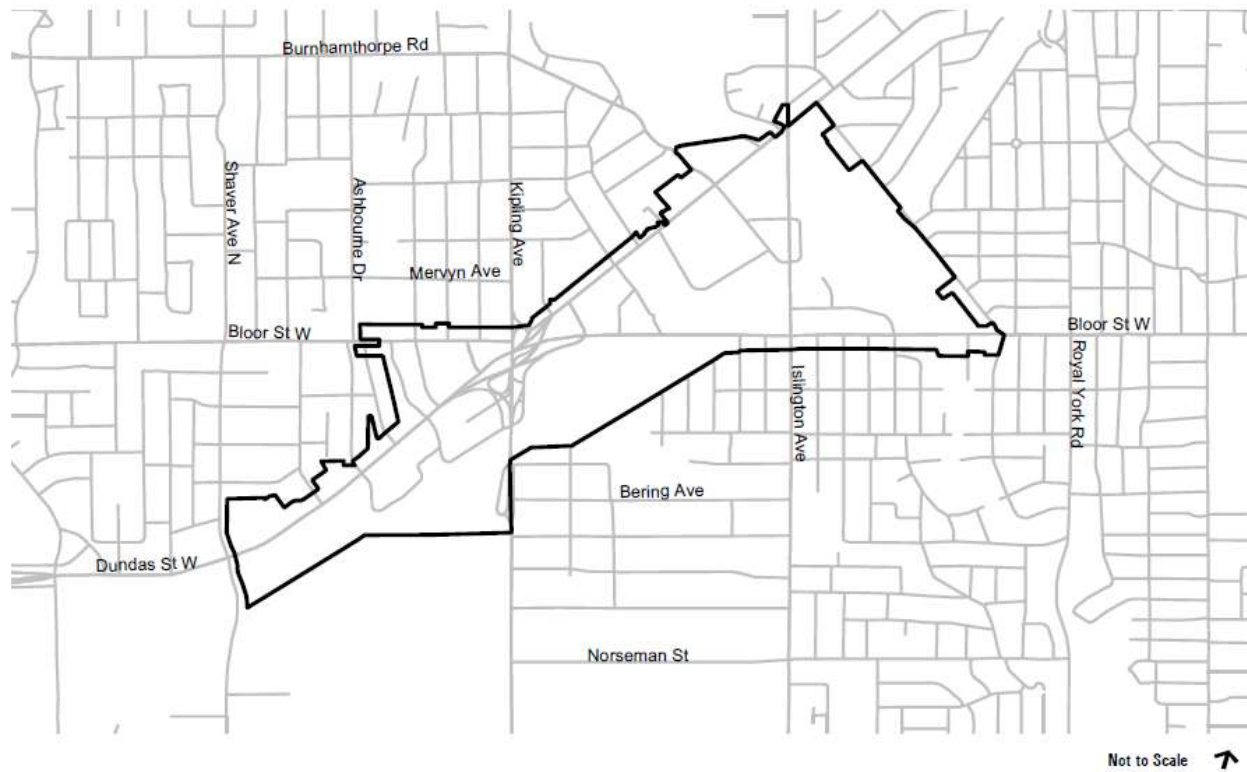 Burnhamthorpe Rd
Shaver Ave N
Ashbourne Dr
Kipling Ave
Mervyn Ave
Bloor St W
Bloor St W
Islington Ave
Royal York Rd
Bering Ave
Dundas St W
Norseman St
Not to Scale